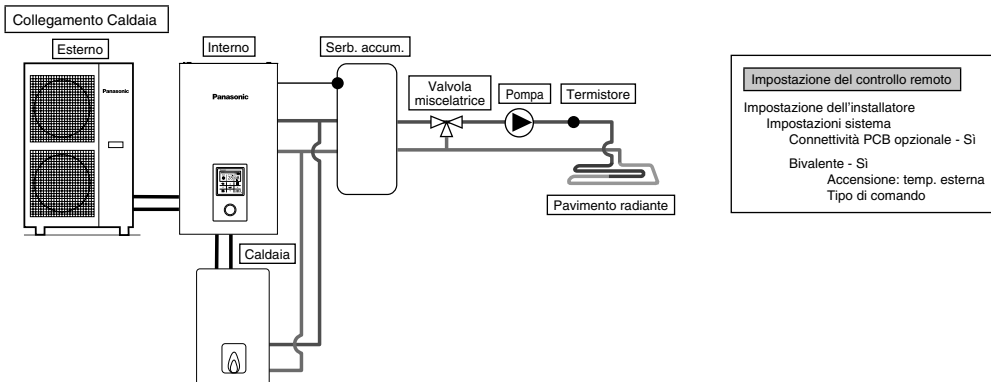 Collegamento Caldaia
Esterno
Interno
Serb. accum.
Valvola
miscelatrice
Pompa
Termistore
Panasonic
Panasonic
Pavimento radiante
Caldaia
Impostazione del controllo remoto
Impostazione dell'installatore
Impostazioni sistema
Connettività PCB opzionale - Sì
Bivalente - Sì
Accensione: temp. esterna
Tipo di comando